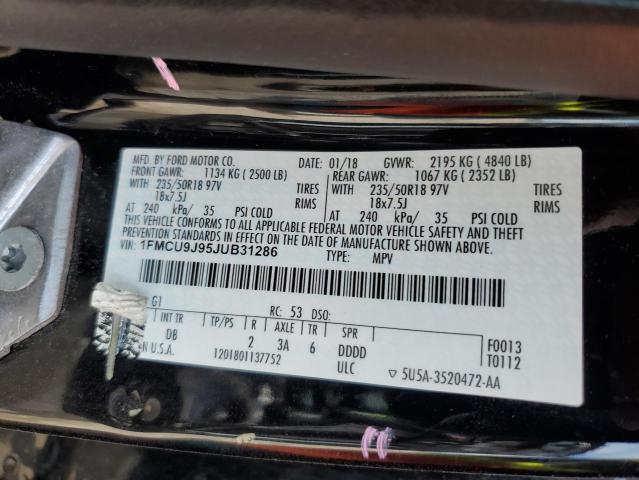 MFD. BY FORD MOTOR CO. DATE: 01/18 GVWR: 2195 KG ( 4840 LB)
FRONT GAWR: 1134 KG ( 2500 LB) REAR GAWR: 1067 KG ( 2352 LB)
WITH 235/50R18 97V TIRES WITH 235/50R18 97V TIRES
18x7.5J RIMS 18x7.5J RIMS
AT 240 kPa/ 35 PSI COLD AT 240 kPa/ 35 PSI COLD
THIS VEHICLE CONFORMS TO ALL APPLICABLE FEDERAL MOTOR VEHICLE SAFETY AND THEFT
PREVENTION STANDARDS IN EFFECT ON THE DATE OF MANUFACTURE SHOWN ABOVE.
VIN: 1FMCU9J95JUB31286 TYPE: MPV
G1 RC: 53 DSO:
INT TR TP/PS R AXLE TR SPR
DB 2 3A 6 DDDD F0013
N U.S.A. 1201801137752 ULC T0112
5U5A-3520472-AA